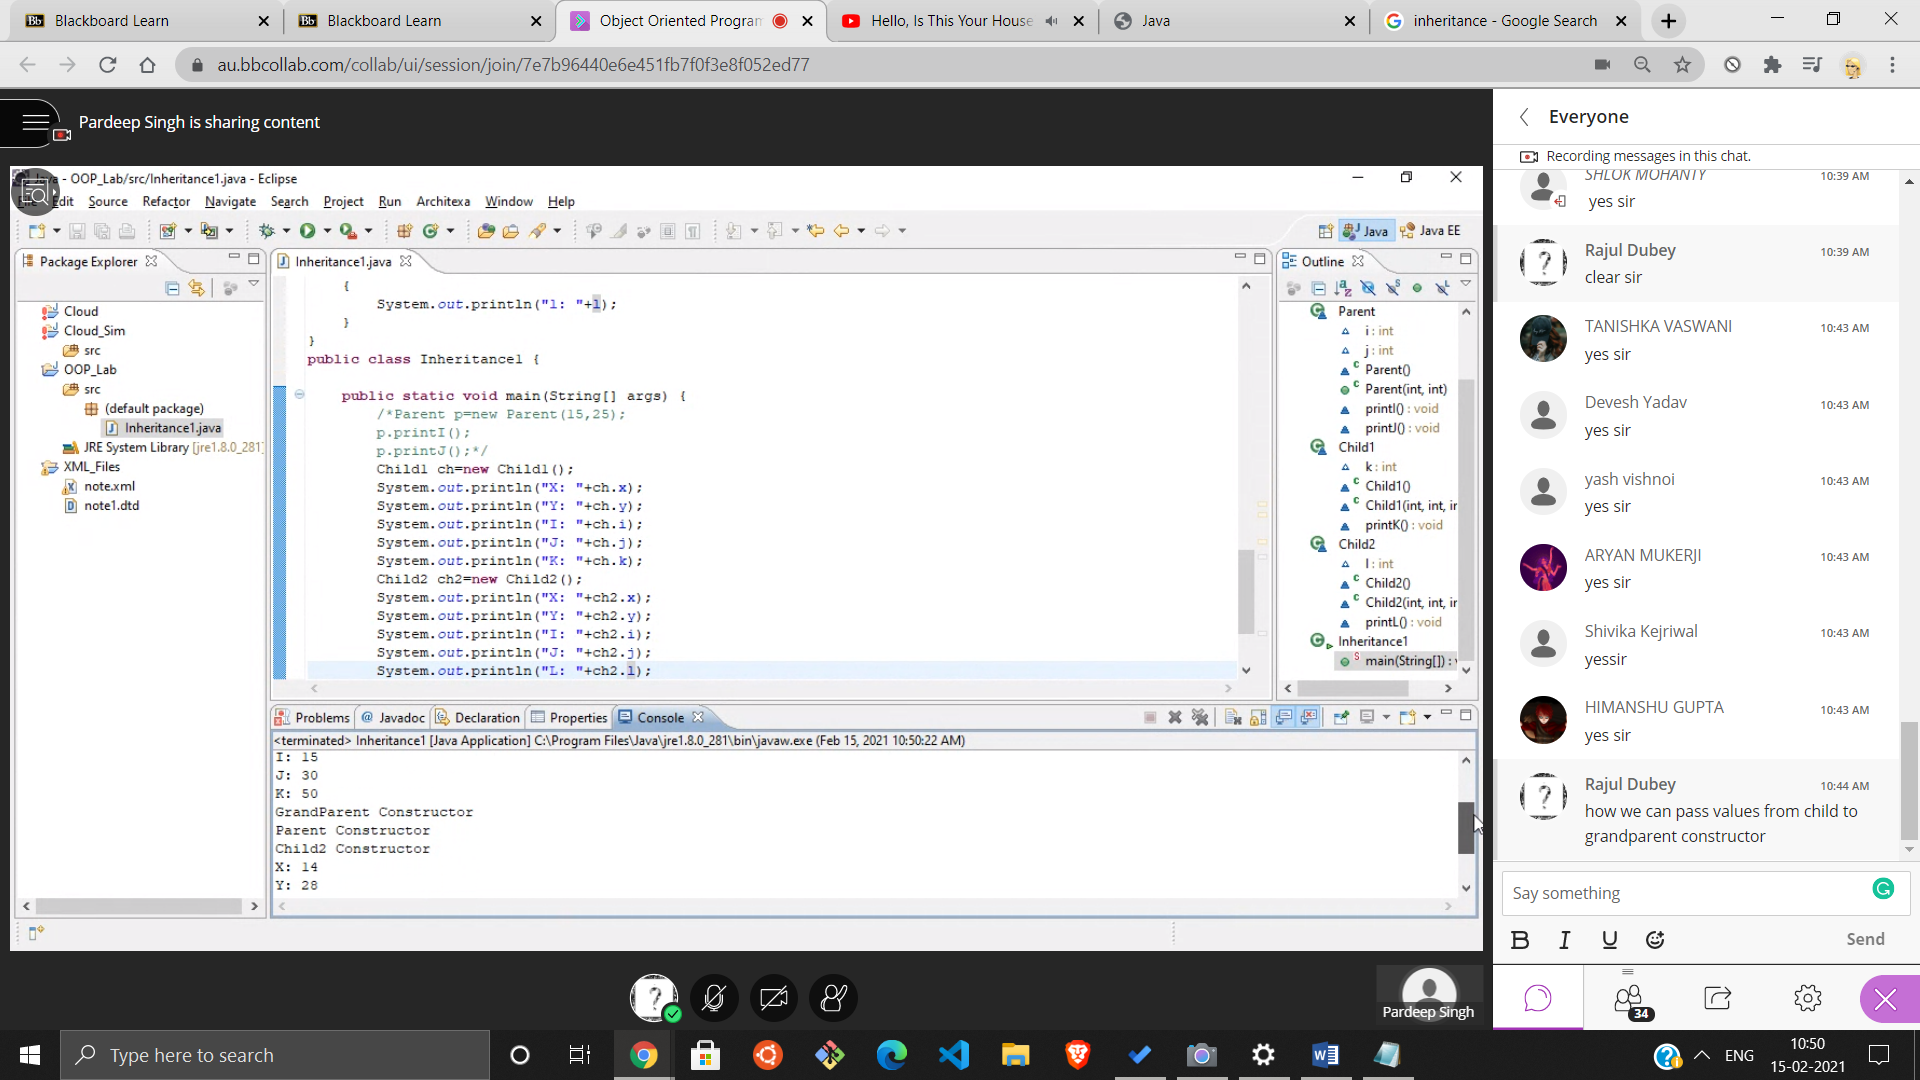 Blackboard Learn
Blackboard Learn
Object Oriented Program
Hello, Is This Your House
Java
inheritance - Google Search
au.bbcollab.com/collab/ui/session/join/7e7b96440e6e451fb7f0f3e8f052ed77
Pardeep Singh is sharing content
- OOP_Lab/src/Inheritance1.java - Eclipse
Edit Source Refactor Navigate Search Project Run Architexa Window Help
Java
Java EE
Package Explorer
Cloud
Cloud_Sim
src
OOP_Lab
src
(default package)
Inheritance1.java
JRE System Library [jre1.8.0_281]
XML_Files
note.xml
note1.dtd
Inheritance1.java
{
System.out.println("l: "+l);
}
}
public class Inheritance1 {
public static void main(String[] args) {
/*Parent p=new Parent(15,25);
p.printI();
p.printJ();*/
Child1 ch=new Child1();
System.out.println("X: "+ch.x);
System.out.println("Y: "+ch.y);
System.out.println("I: "+ch.i);
System.out.println("J: "+ch.j);
System.out.println("K: "+ch.k);
Child2 ch2=new Child2();
System.out.println("X: "+ch2.x);
System.out.println("Y: "+ch2.y);
System.out.println("I: "+ch2.i);
System.out.println("J: "+ch2.j);
System.out.println("L: "+ch2.l);
Outline
Parent
i : int
j : int
Parent()
Parent(int, int)
printI() : void
printJ() : void
Child1
k : int
Child1()
Child1(int, int, in
printK() : void
Child2
l : int
Child2()
Child2(int, int, in
printL() : void
Inheritance1
main(String[]) : v
Problems
Javadoc
Declaration
Properties
Console
<terminated> Inheritance1 [Java Application] C:\Program Files\Java\jre1.8.0_281\bin\javaw.exe (Feb 15, 2021 10:50:22 AM)
I: 15
J: 30
K: 50
GrandParent Constructor
Parent Constructor
Child2 Constructor
X: 14
Y: 28
Pardeep Singh
Everyone
Recording messages in this chat.
SHLOK MOHANTY 10:39 AM
yes sir
Rajul Dubey 10:39 AM
clear sir
TANISHKA VASWANI 10:43 AM
yes sir
Devesh Yadav 10:43 AM
yes sir
yash vishnoi 10:43 AM
yes sir
ARYAN MUKERJI 10:43 AM
yes sir
Shivika Kejriwal 10:43 AM
yessir
HIMANSHU GUPTA 10:43 AM
yes sir
Rajul Dubey 10:44 AM
how we can pass values from child to
grandparent constructor
Say something
B I U
Send
34
Type here to search
ENG
10:50
15-02-2021